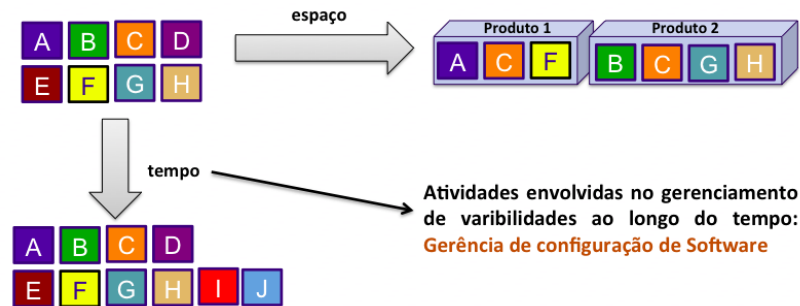 espaço
A B C D
E F G H
Produto 1
A C F
Produto 2
B C G H
tempo
Atividades envolvidas no gerenciamento
de varibilidades ao longo do tempo:
Gerência de configuração de Software
A B C D
E F G H I J